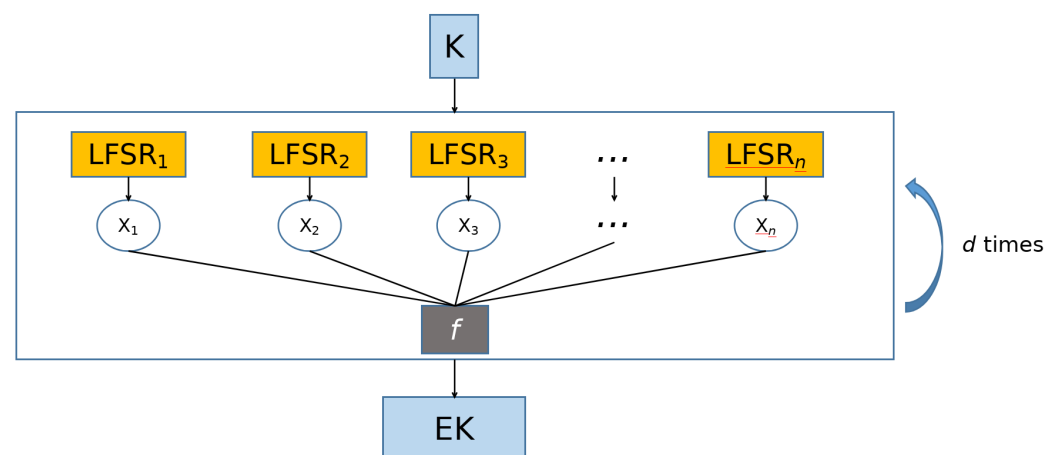 K
LFSR₁ LFSR₂ LFSR₃ ... LFSRₙ
X₁ X₂ X₃ ... Xₙ
d times
f
EK